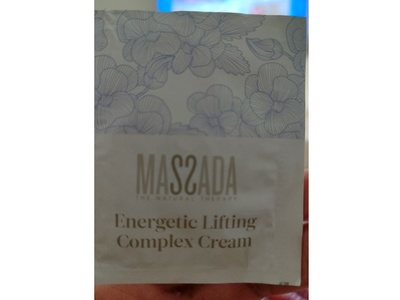 MASSADA
THE NATURAL THERAPY
Energetic Lifting
Complex Cream